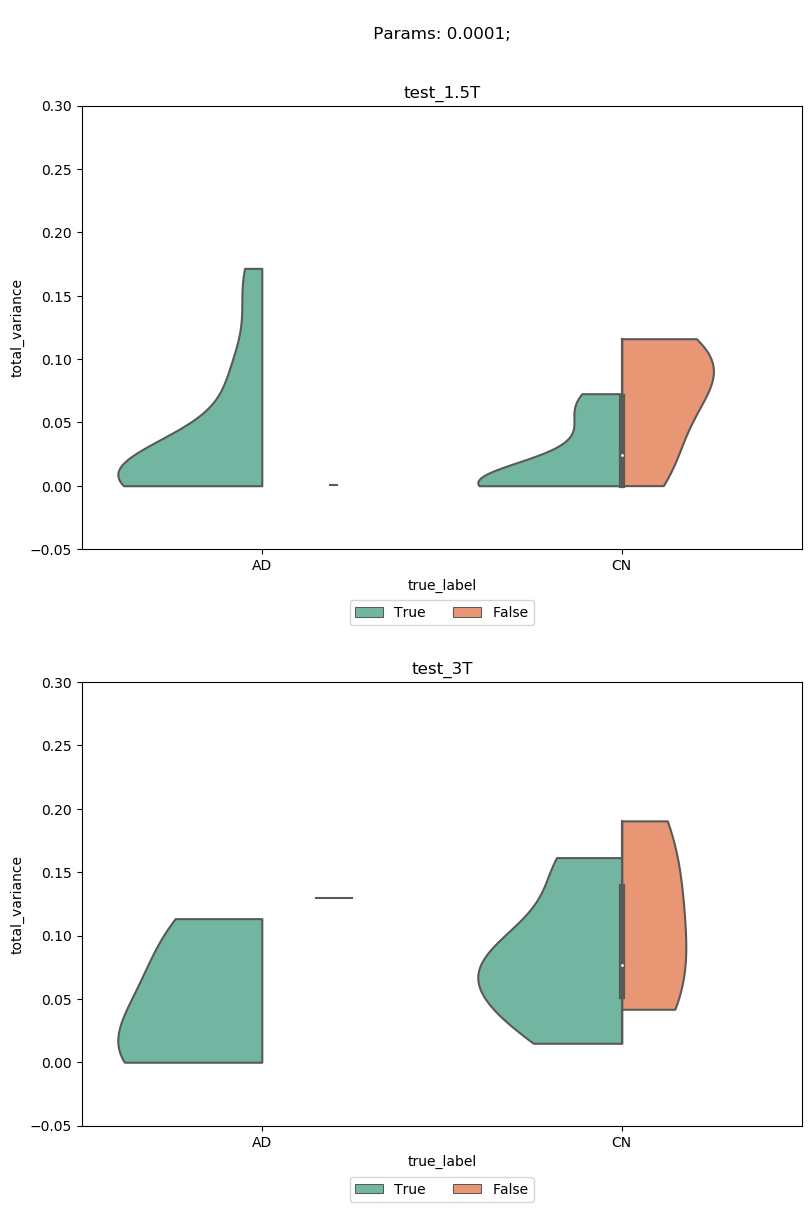 Params: 0.0001;
test_1.5T
0.30
0.25
0.20
0.15
0.10
0.05
0.00
−0.05
total_variance
AD CN
true_label
True False
test_3T
0.30
0.25
0.20
0.15
0.10
0.05
0.00
−0.05
total_variance
AD CN
true_label
True False